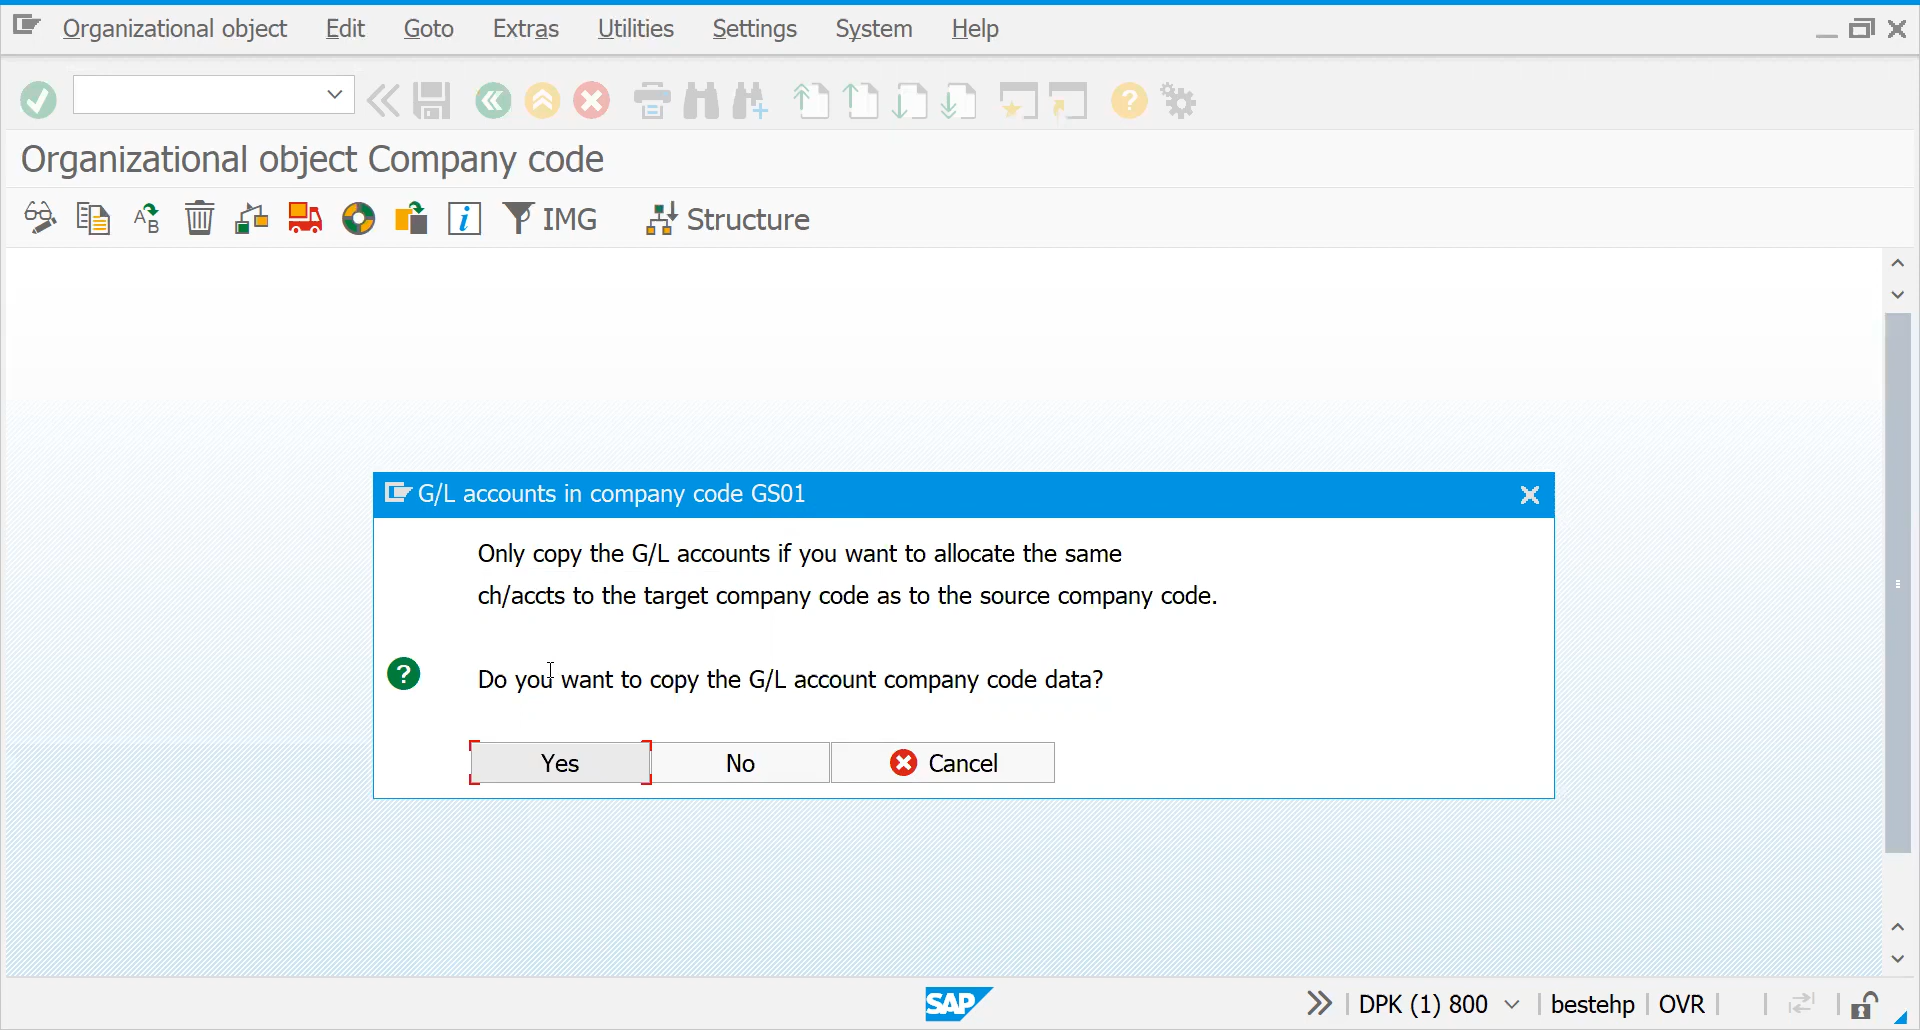 Organizational object Edit Goto Extras Utilities Settings System Help
Organizational object Company code
IMG Structure
G/L accounts in company code GS01
Only copy the G/L accounts if you want to allocate the same
ch/accts to the target company code as to the source company code.
Do you want to copy the G/L account company code data?
Yes No Cancel
SAP DPK (1) 800 bestehp OVR